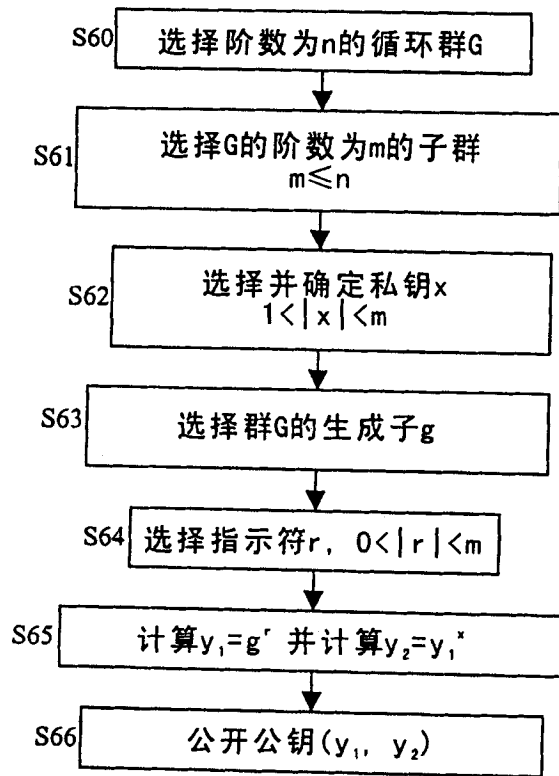 S60 选择阶数为n的循环群G
S61 选择G的阶数为m的子群
m≤n
S62 选择并确定私钥x
1<|x|<m
S63 选择群G的生成子g
S64 选择指示符r, 0<|r|<m
S65 计算y₁=gʳ 并计算y₂=y₁ˣ
S66 公开公钥(y₁, y₂)